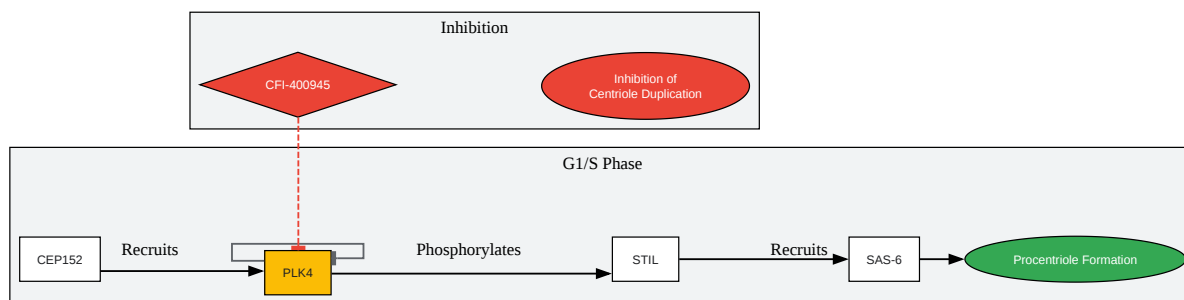 Inhibition
CFI-400945
Inhibition of
Centriole Duplication
G1/S Phase
CEP152
Recruits
PLK4
Phosphorylates
STIL
Recruits
SAS-6
Procentriole Formation